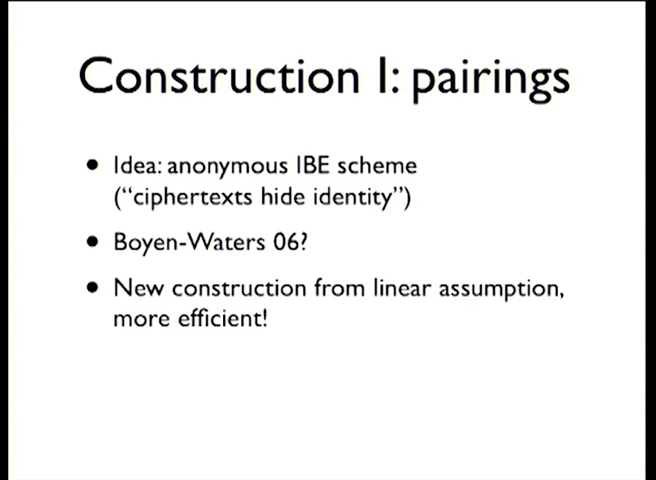 Construction I: pairings
• Idea: anonymous IBE scheme
(“ciphertexts hide identity”)
• Boyen-Waters 06?
• New construction from linear assumption,
more efficient!